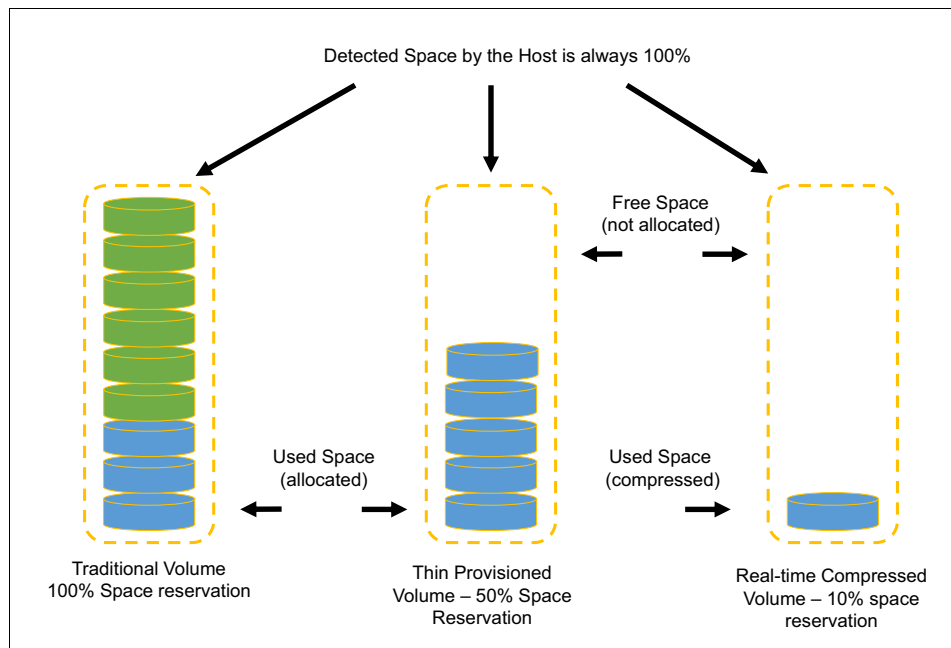 Detected Space by the Host is always 100%
Free Space
(not allocated)
Used Space
(allocated)
Used Space
(compressed)
Traditional Volume
100% Space reservation
Thin Provisioned
Volume – 50% Space
Reservation
Real-time Compressed
Volume – 10% space
reservation